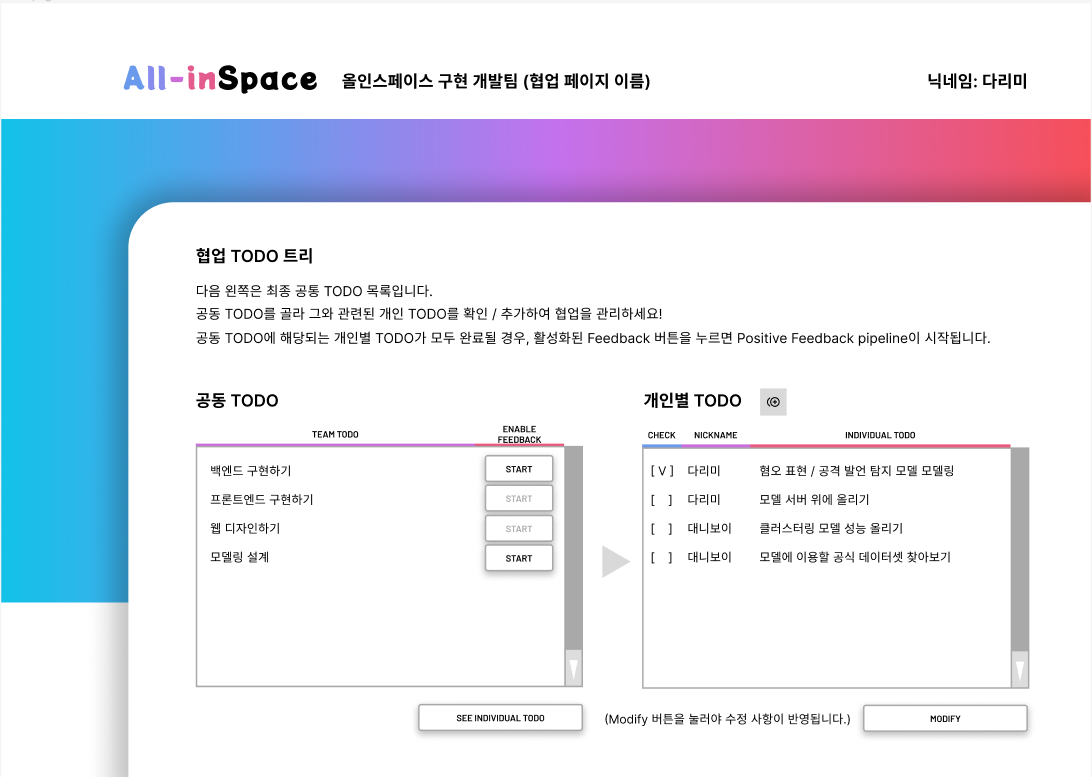 All-inSpace 올인스페이스 구현 개발팀 (협업 페이지 이름) 닉네임: 다리미
협업 TODO 트리
다음 왼쪽은 최종 공통 TODO 목록입니다.
공동 TODO를 골라 그와 관련된 개인 TODO를 확인 / 추가하여 협업을 관리하세요!
공동 TODO에 해당되는 개인별 TODO가 모두 완료될 경우, 활성화된 Feedback 버튼을 누르면 Positive Feedback pipeline이 시작됩니다.
공동 TODO
TEAM TODO
ENABLE
FEEDBACK
백엔드 구현하기 START
프론트엔드 구현하기 START
웹 디자인하기 START
모델링 설계 START
SEE INDIVIDUAL TODO
개인별 TODO
CHECK NICKNAME INDIVIDUAL TODO
[ V ] 다리미 혐오 표현 / 공격 발언 탐지 모델 모델링
[ ] 다리미 모델 서버 위에 올리기
[ ] 대니보이 클러스터링 모델 성능 올리기
[ ] 대니보이 모델에 이용할 공식 데이터셋 찾아보기
(Modify 버튼을 눌러야 수정 사항이 반영됩니다.) MODIFY